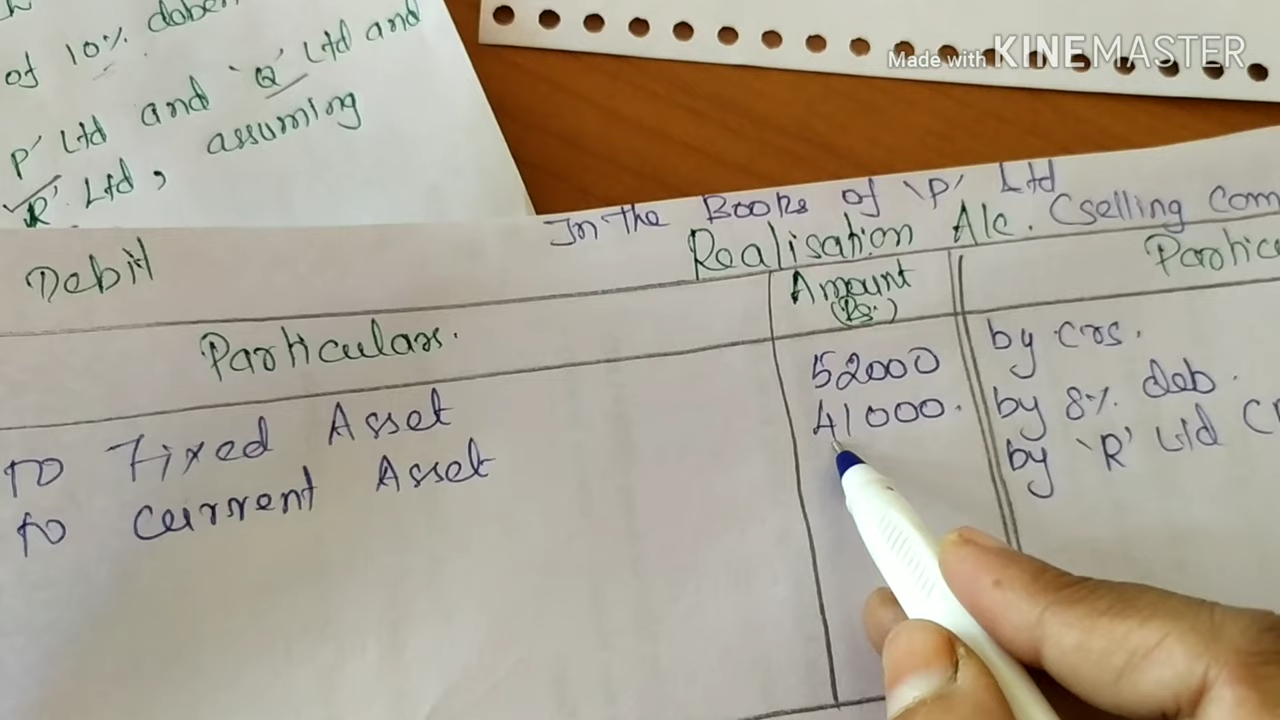 of 10% deben
P' Ltd and 'Q' Ltd and
'R' Ltd, assuming
Made with KINEMASTER
In the Books of 'P' Ltd
Realisation A/c. (selling Com
Debit
Particulars. Amount (Rs.) Particu
to Fixed Asset 52000 by crs.
to current Asset 41000. by 8% deb.
by 'R' Ltd (